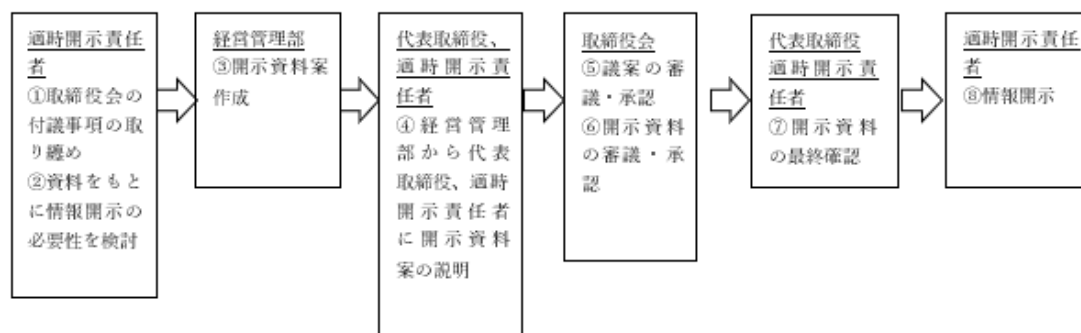 適時開示責任
者
①取締役会の
付議事項の取
り纏め
②資料をもと
に情報開示の
必要性を検討
経営管理部
③開示資料案
作成
代表取締役、
適時開示責
任者
④経営管理
部から代表
取締役、適時
開示責任者
に開示資料
案の説明
取締役会
⑤議案の審
議・承認
⑥開示資料
の審議・承
認
代表取締役
適時開示責
任者
⑦開示資料
の最終確認
適時開示責任
者
⑧情報開示